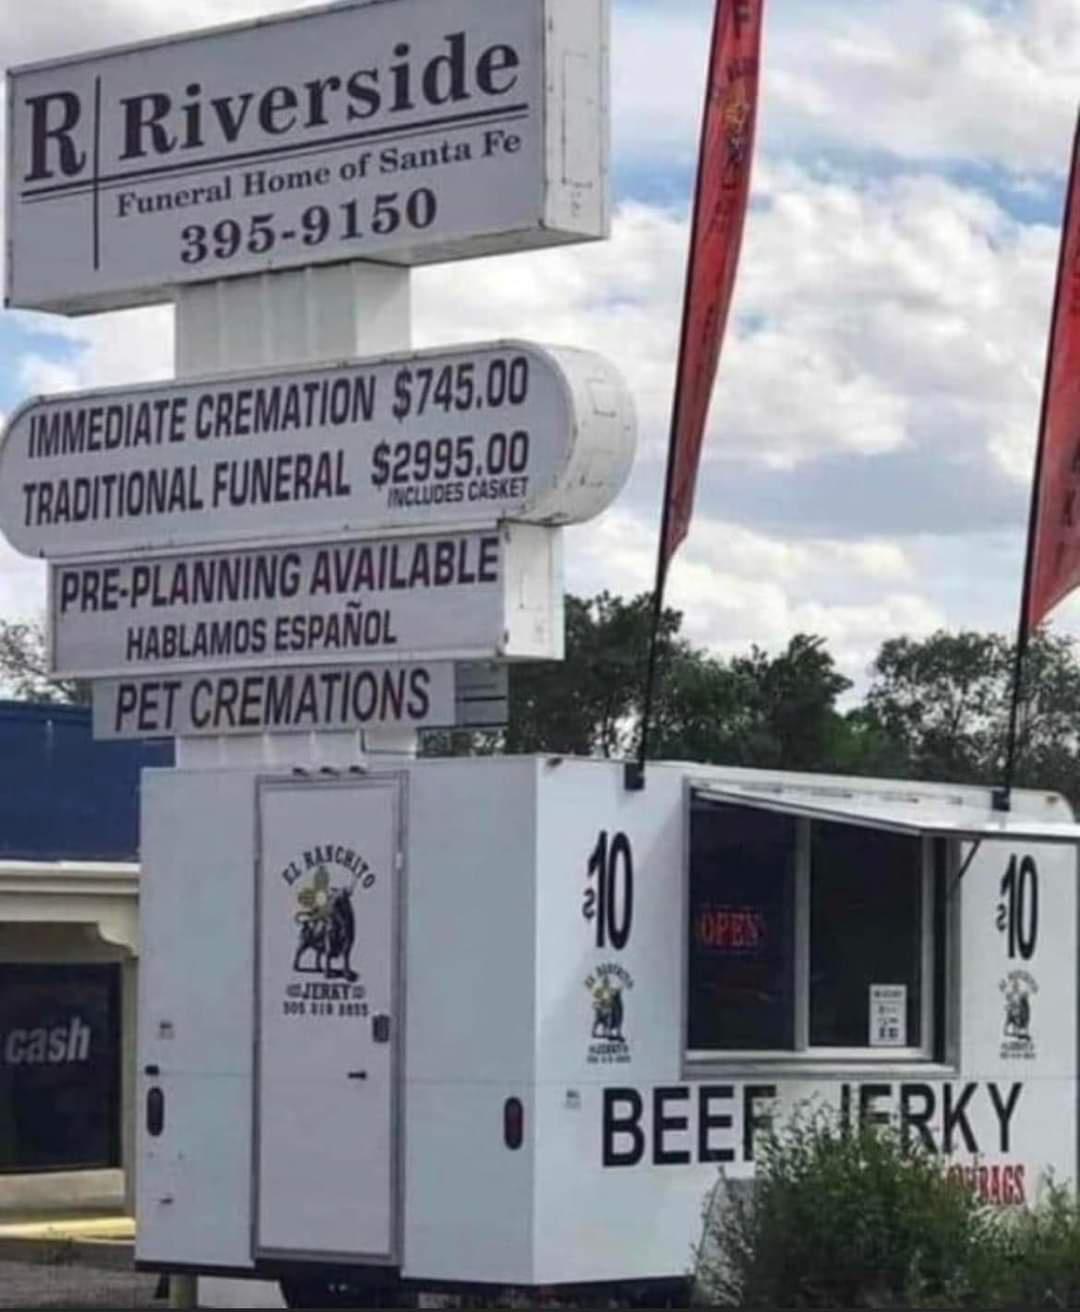 R Riverside
Funeral Home of Santa Fe
395-9150
IMMEDIATE CREMATION $745.00
TRADITIONAL FUNERAL $2995.00
INCLUDES CASKET
PRE-PLANNING AVAILABLE
HABLAMOS ESPAÑOL
PET CREMATIONS
EL RANCHITO
JERKY
$10
OPEN
$10
BEEF JERKY
BAGS
cash